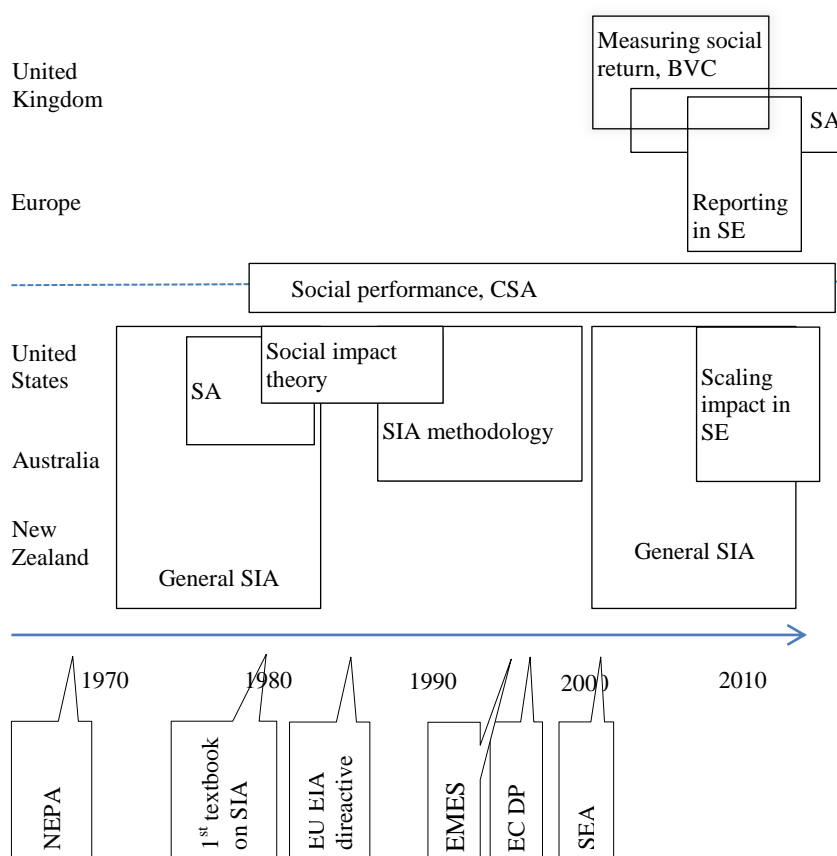 Measuring social
return, BVC
United
Kingdom
SA
Europe
Reporting
in SE
Social performance, CSA
United
States
Social impact
theory
SA
Scaling
impact in
SE
SIA methodology
Australia
New
Zealand
General SIA
General SIA
1970
1980
1990
2000
2010
NEPA
1st textbook
on SIA
EU EIA
direactive
EMES
EC DP
SEA